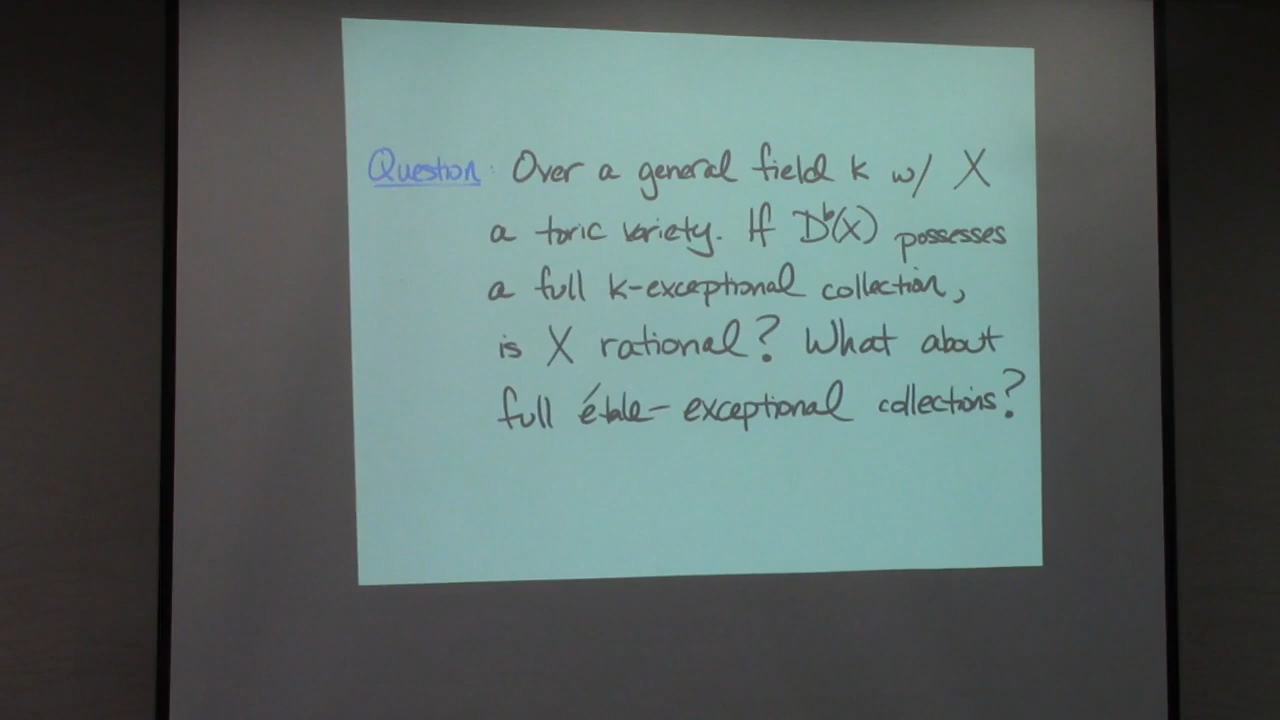 Question: Over a general field k w/ X
a toric variety. If Dᵇ(X) possesses
a full k-exceptional collection,
is X rational? What about
full étale-exceptional collections?